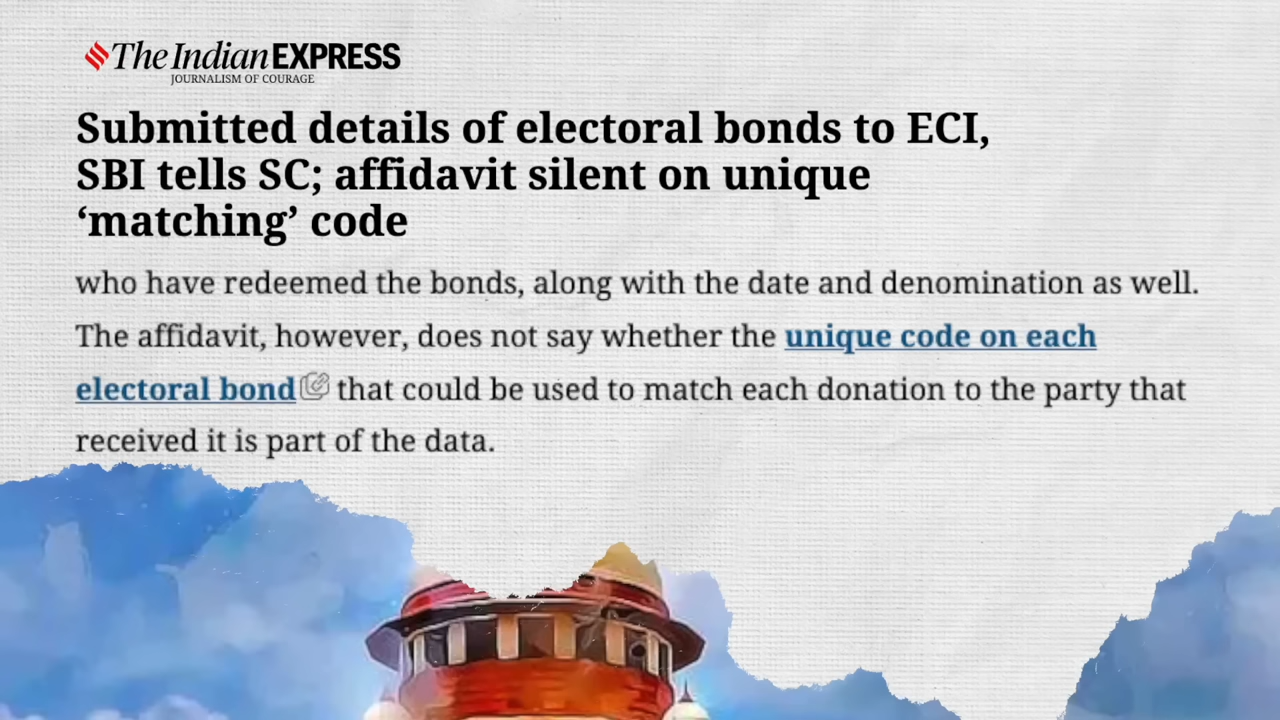 The Indian EXPRESS
JOURNALISM OF COURAGE
Submitted details of electoral bonds to ECI,
SBI tells SC; affidavit silent on unique
‘matching’ code
who have redeemed the bonds, along with the date and denomination as well.
The affidavit, however, does not say whether the unique code on each
electoral bond that could be used to match each donation to the party that
received it is part of the data.